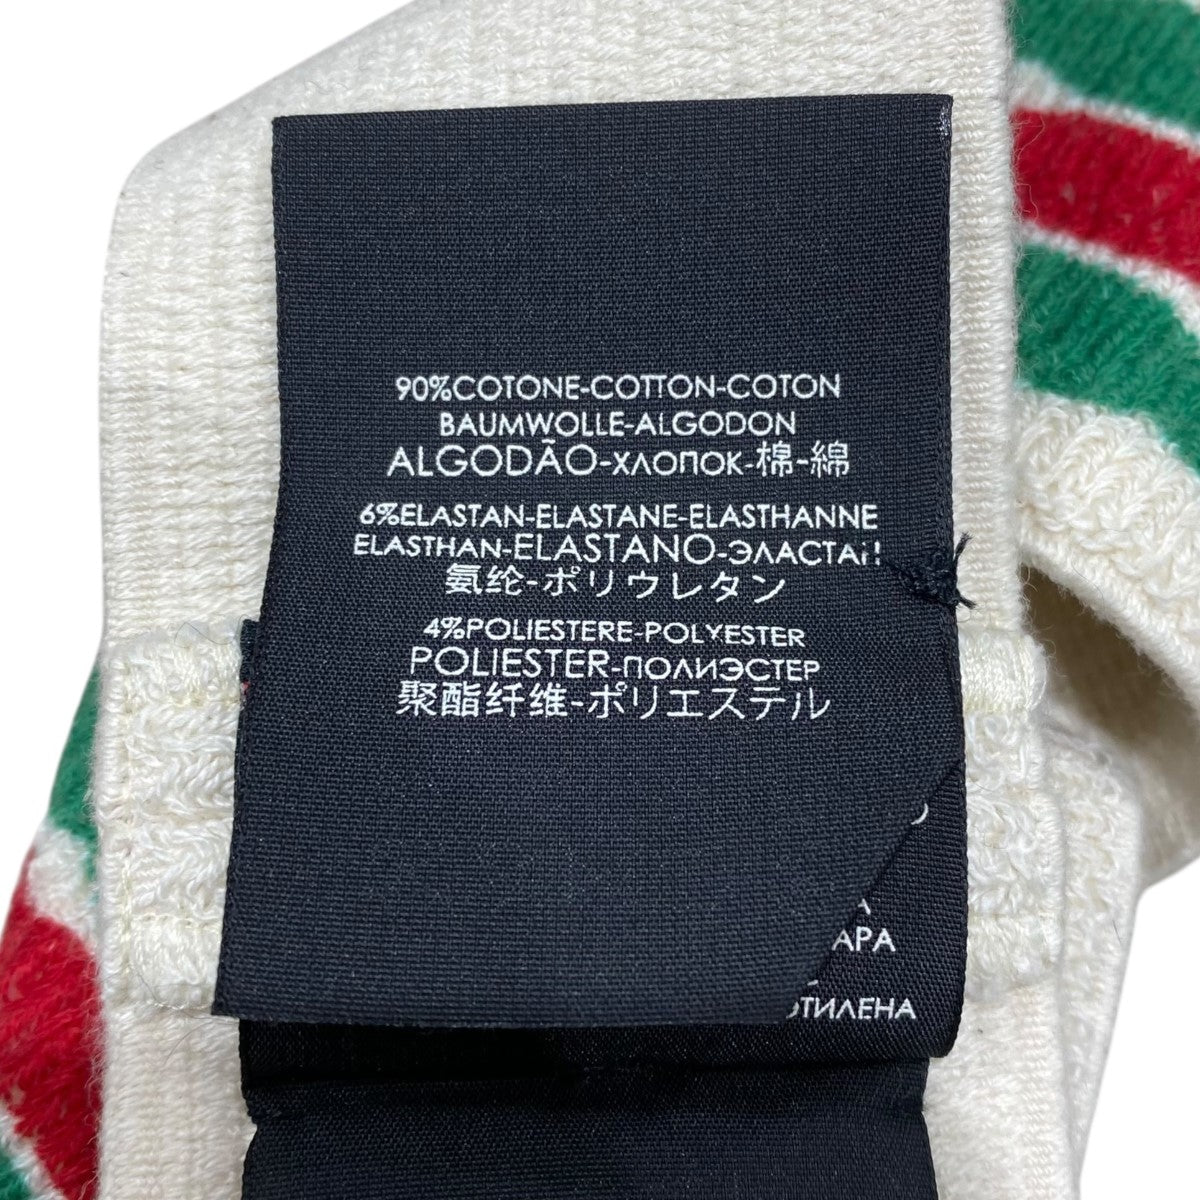 90%COTONE-COTTON-COTON
BAUMWOLLE-ALGODON
ALGODÃO-ХЛОПОК-棉-綿
6%ELASTAN-ELASTANE-ELASTHANNE
ELASTHAN-ELASTANO-ЭЛАСТАН
氨纶-ポリウレタン
4%POLIESTERE-POLYESTER
POLIESTER-ПОЛИЭСТЕР
聚酯纤维-ポリエステル